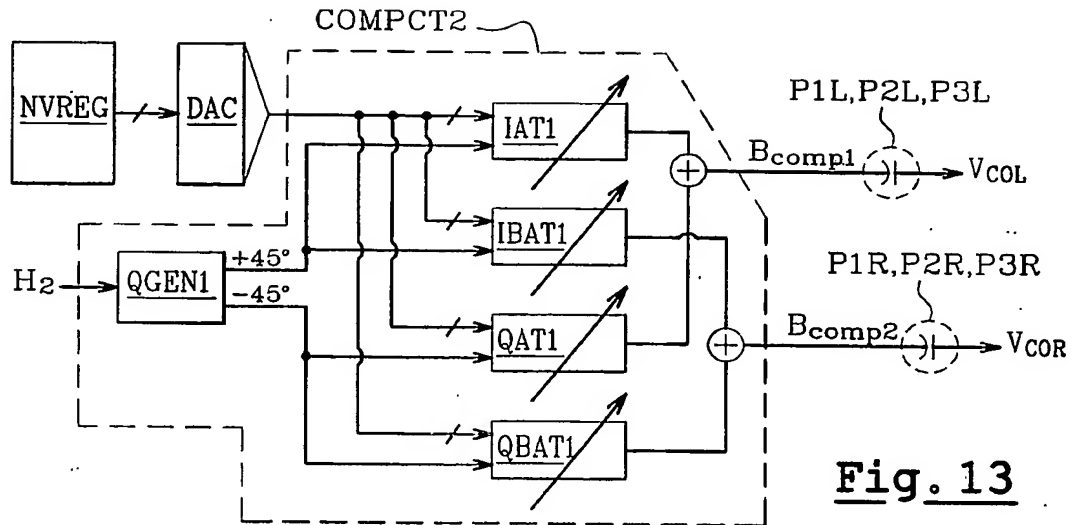 COMPCT2
NVREG
DAC
IAT1
P1L,P2L,P3L
Bcomp1
VCOL
IBAT1
H2
QGEN1
+45°
-45°
P1R,P2R,P3R
QAT1
Bcomp2
VCOR
QBAT1
Fig. 13